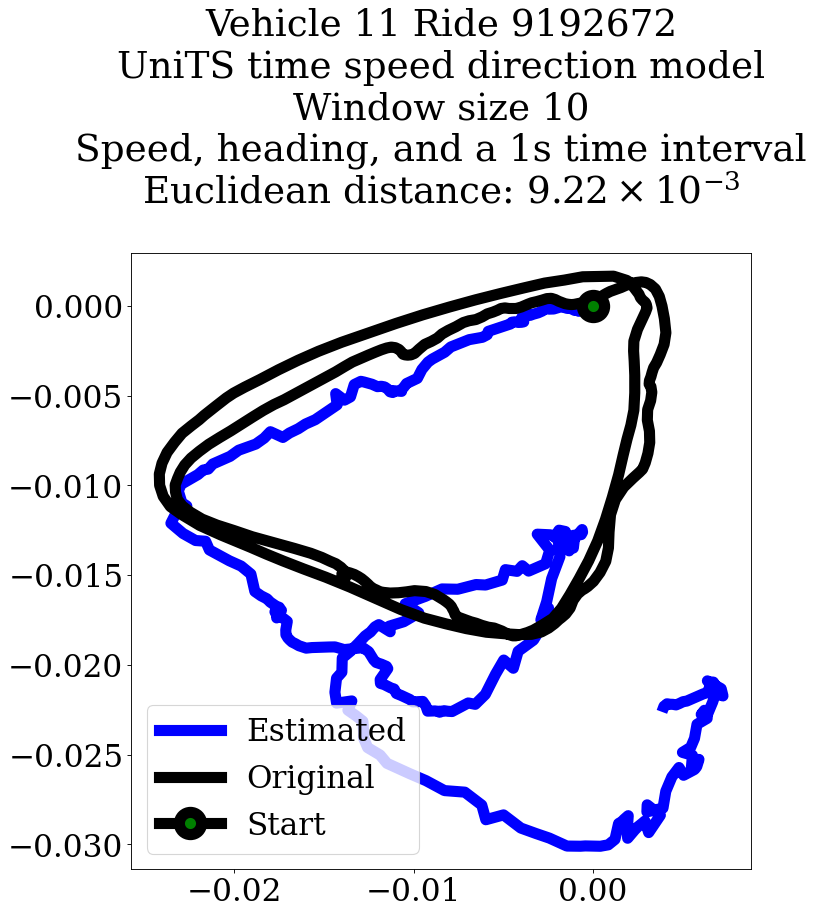 Vehicle 11 Ride 9192672
UniTS time speed direction model
Window size 10
Speed, heading, and a 1s time interval
Euclidean distance: 9.22 × 10⁻³
0.000
−0.005
−0.010
−0.015
−0.020
−0.025
−0.030
Estimated
Original
Start
−0.02
−0.01
0.00